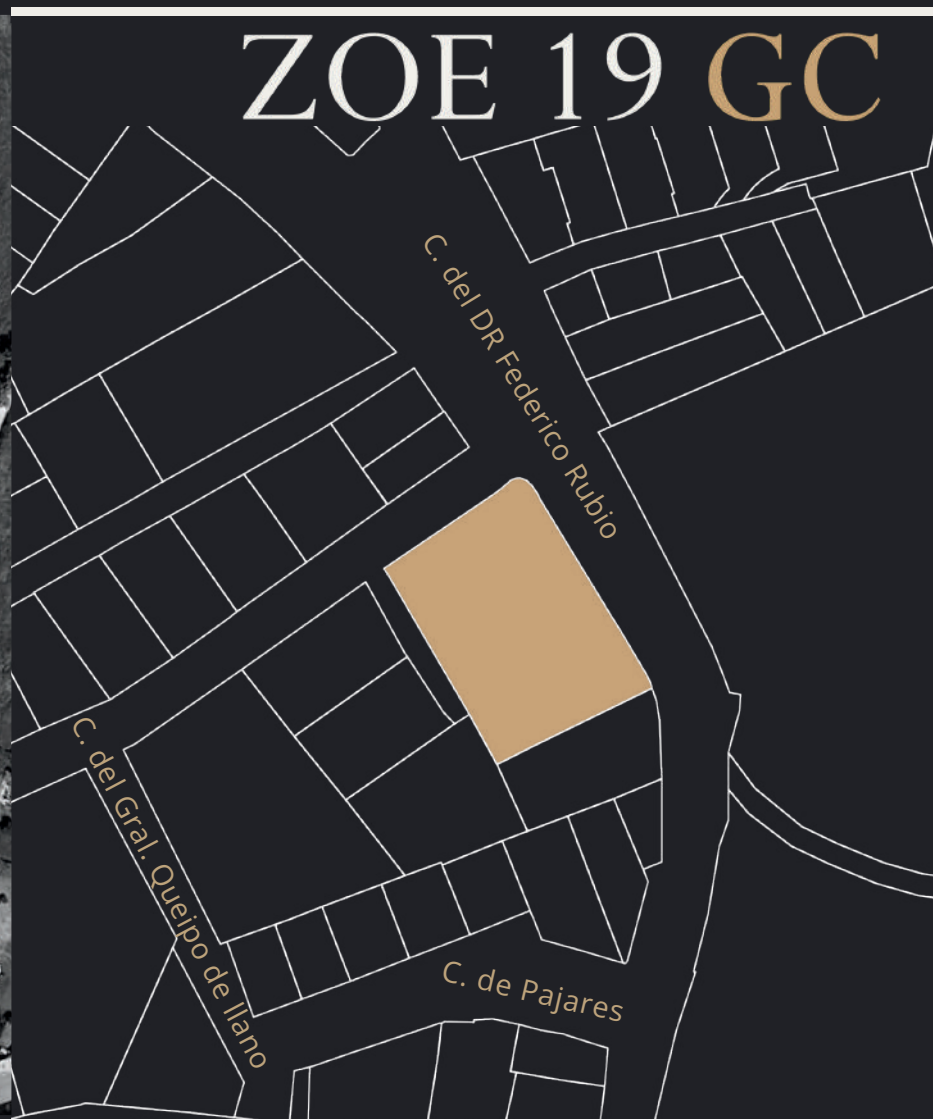 ZOE 19 GC
C. del DR Federico Rubio
C. del Gral. Queipo de llano
C. de Pajares